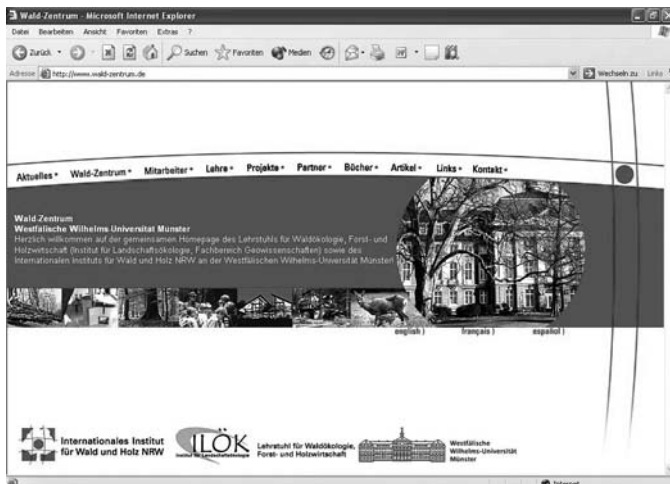 Wald-Zentrum - Microsoft Internet Explorer
Datei Bearbeiten Ansicht Favoriten Extras ?
Zurück Suchen Favoriten Medien
Adresse http://www.wald-zentrum.de Wechseln zu Links
Aktuelles Wald-Zentrum Mitarbeiter Lehre Projekte Partner Bücher Artikel Links Kontakt
Wald-Zentrum
Westfälische Wilhelms-Universität Münster
Herzlich willkommen auf der gemeinsamen Homepage des Lehrstuhls für Waldökologie, Forst- und
Holzwirtschaft (Institut für Landschaftsökologie, Fachbereich Geowissenschaften) sowie des
Internationalen Instituts für Wald und Holz NRW an der Westfälischen Wilhelms-Universität Münster!
english ) français ) español )
Internationales Institut
für Wald und Holz NRW
ILÖK
Institut für Landschaftsökologie
Lehrstuhl für Waldökologie,
Forst- und Holzwirtschaft
Westfälische
Wilhelms-Universität
Münster
Internet